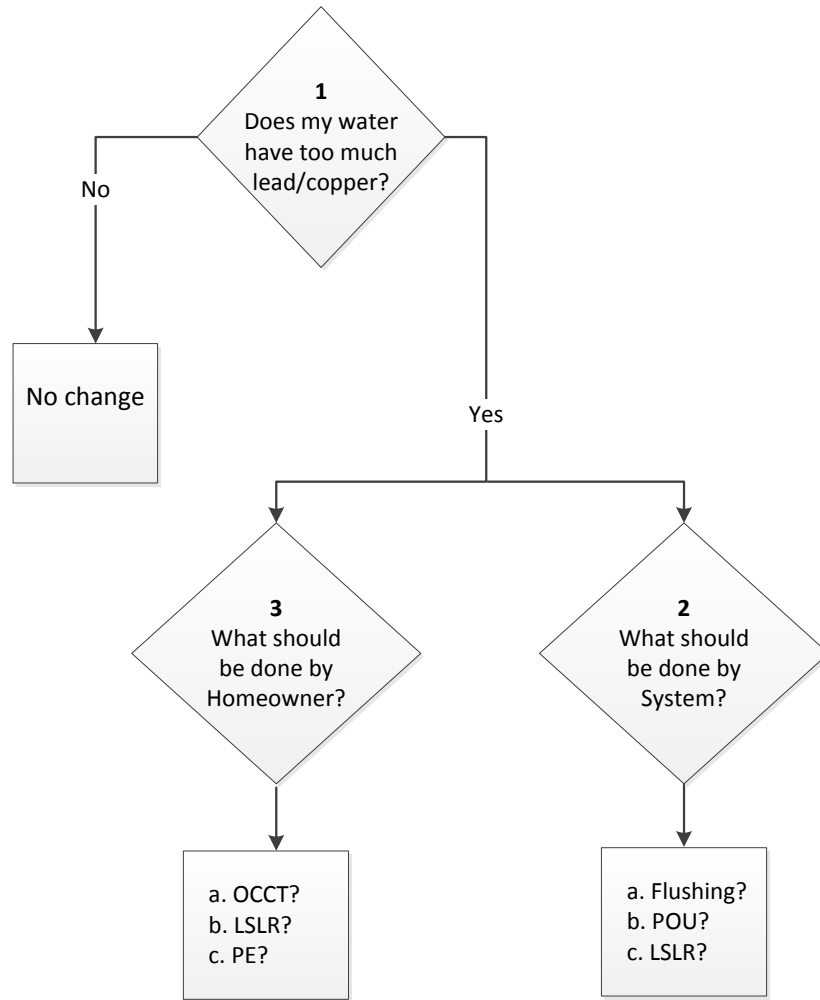 1
Does my water
have too much
lead/copper?
No
No change
Yes
3
What should
be done by
Homeowner?
2
What should
be done by
System?
a. OCCT?
b. LSLR?
c. PE?
a. Flushing?
b. POU?
c. LSLR?